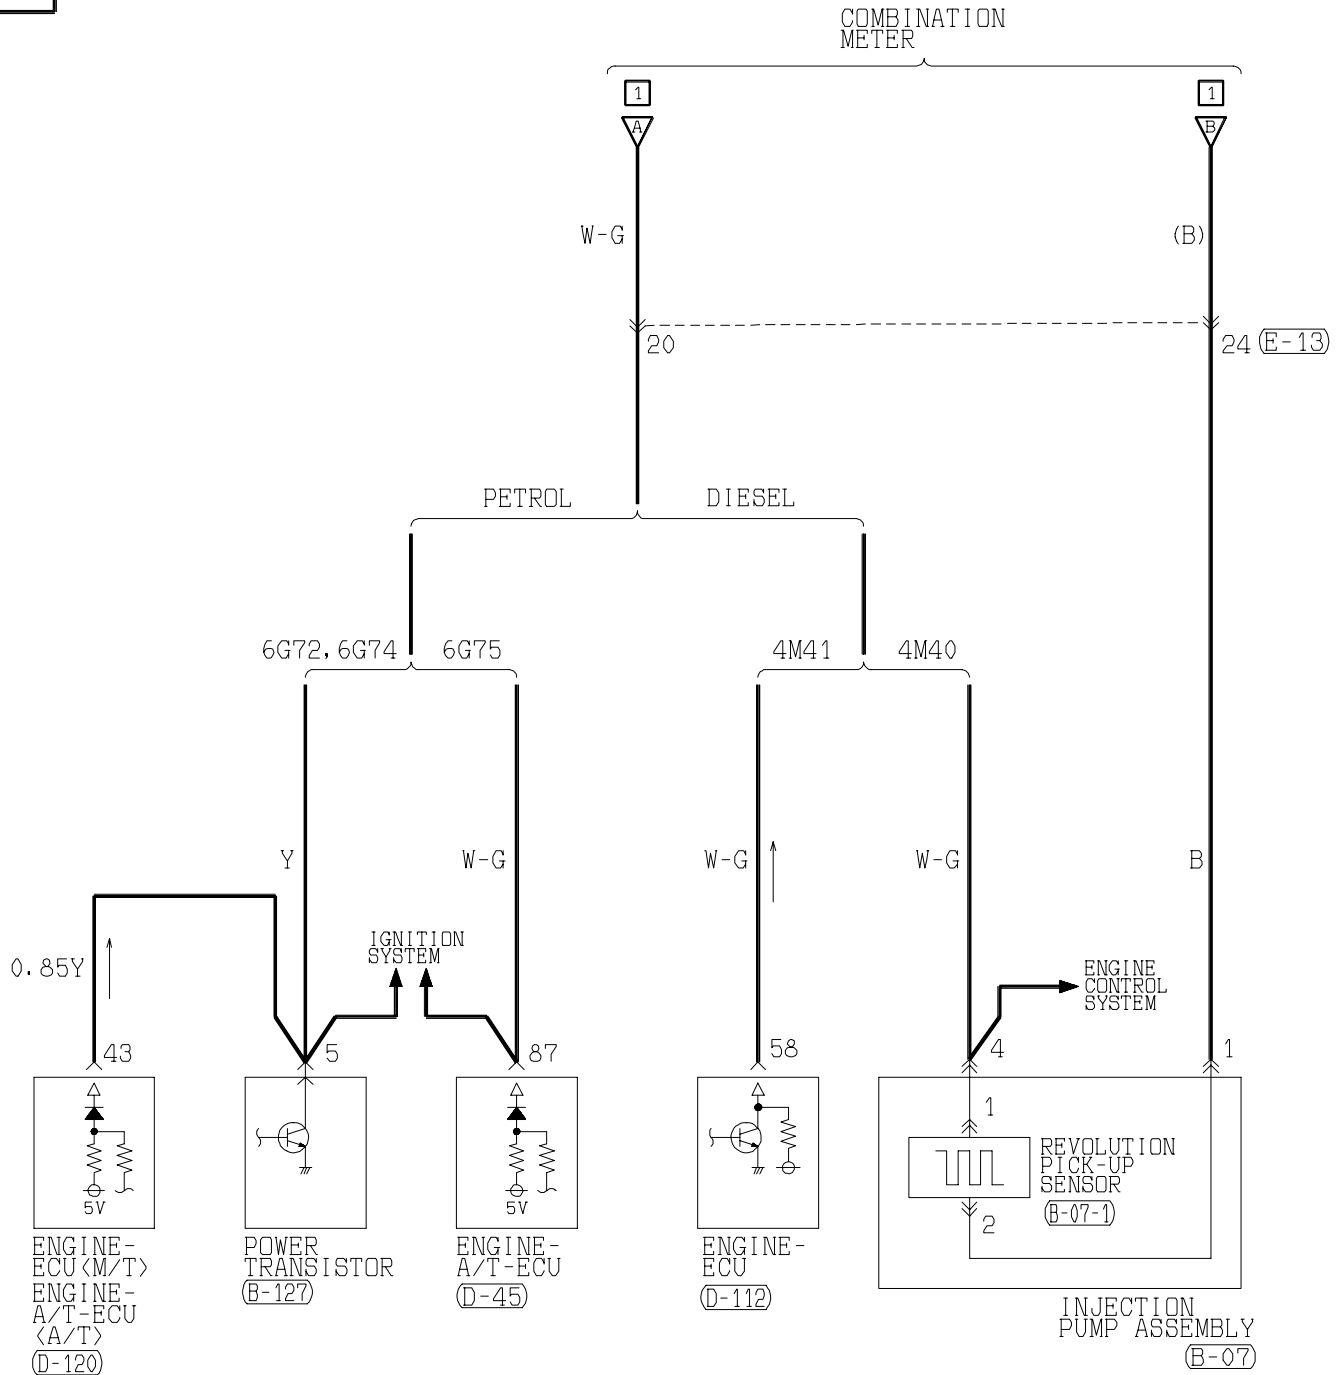 COMBINATION
METER
1
1
A
B
W-G
(B)
20
24
E-13
PETROL
DIESEL
6G72,6G74
6G75
4M41
4M40
Y
W-G
W-G
W-G
B
0.85Y
IGNITION
SYSTEM
ENGINE
CONTROL
SYSTEM
43
5
87
58
4
1
1
REVOLUTION
PICK-UP
SENSOR
B-07-1
2
5V
5V
ENGINE-
ECU<M/T>
ENGINE-
A/T-ECU
<A/T>
D-120
POWER
TRANSISTOR
B-127
ENGINE-
A/T-ECU
D-45
ENGINE-
ECU
D-112
INJECTION
PUMP ASSEMBLY
B-07